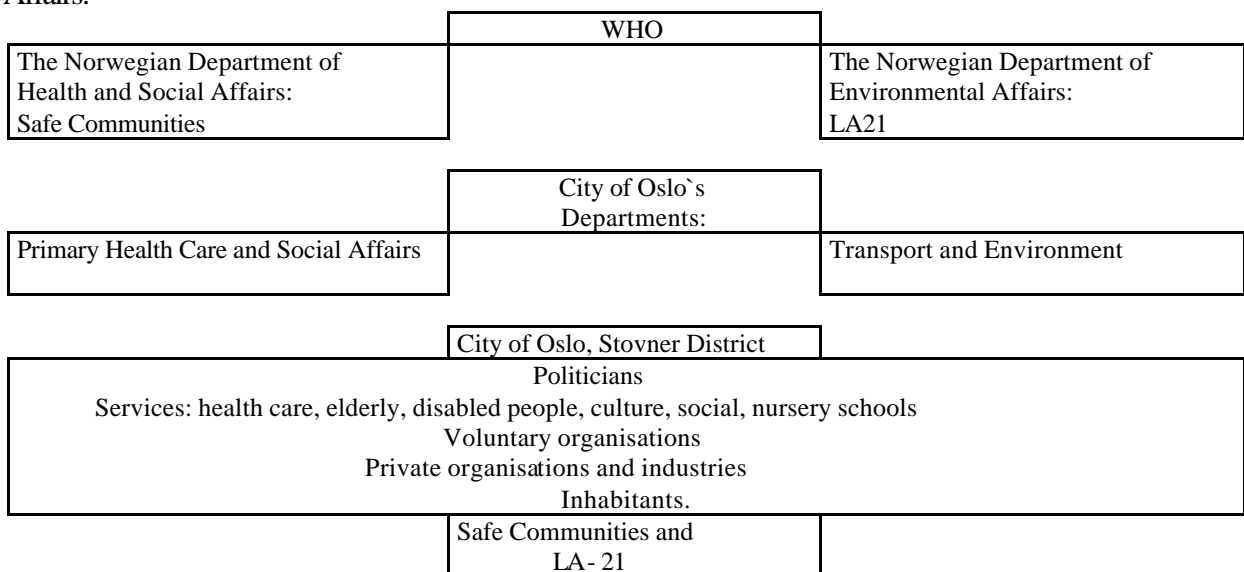 Affairs.
WHO
The Norwegian Department of
Health and Social Affairs:
Safe Communities
The Norwegian Department of
Environmental Affairs:
LA21
City of Oslo`s
Departments:
Primary Health Care and Social Affairs
Transport and Environment
City of Oslo, Stovner District
Politicians
Services: health care, elderly, disabled people, culture, social, nursery schools
Voluntary organisations
Private organisations and industries
Inhabitants.
Safe Communities and
LA- 21